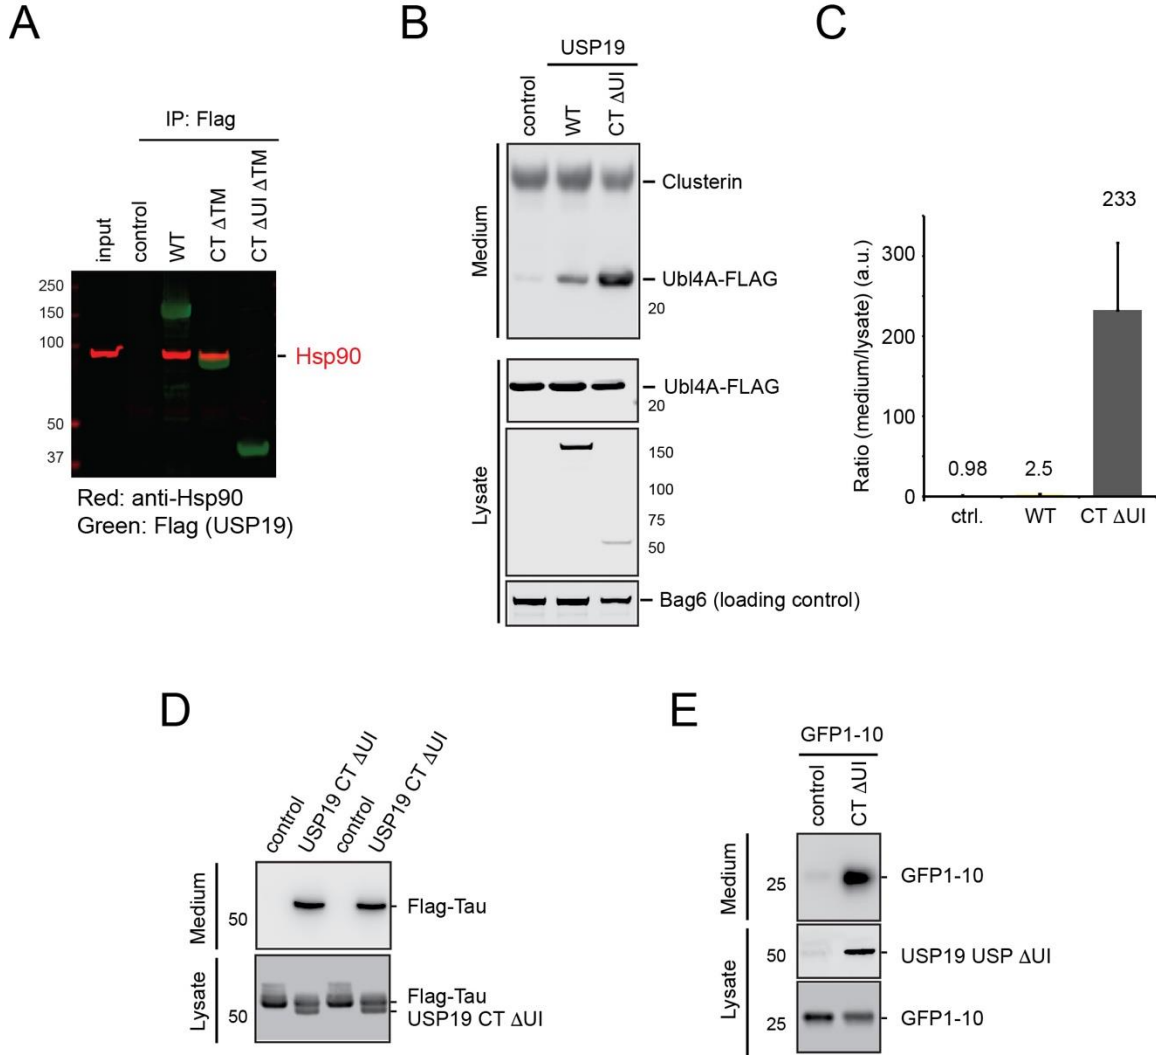 A
IP: Flag
input
control
WT
CT ΔTM
CT ΔUI ΔTM
250
150
100
50
37
Hsp90
Red: anti-Hsp90
Green: Flag (USP19)
B
USP19
control
WT
CT ΔUI
Medium
Clusterin
Ubl4A-FLAG
20
Lysate
Ubl4A-FLAG
20
150
100
75
50
Bag6 (loading control)
C
Ratio (medium/lysate) (a.u.)
300
200
100
0
0.98
2.5
233
ctrl.
WT
CT ΔUI
D
control
USP19 CT ΔUI
control
USP19 CT ΔUI
Medium
50
Flag-Tau
Lysate
50
Flag-Tau
USP19 CT ΔUI
E
GFP1-10
control
CT ΔUI
Medium
25
GFP1-10
Lysate
50
USP19 USP ΔUI
25
GFP1-10